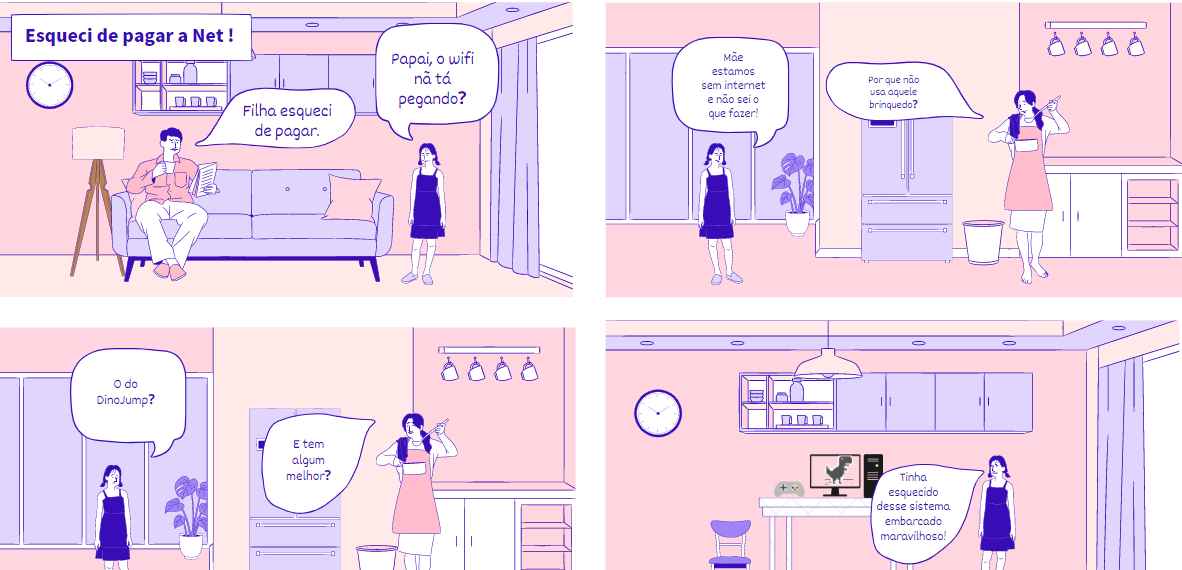 Esqueci de pagar a Net !
Papai, o wifi
nã tá
pegando?
Filha esqueci
de pagar.
Mãe
estamos
sem internet
e não sei o
que fazer!
Por que não
usa aquele
brinquedo?
O do
DinoJump?
E tem
algum
melhor?
Tinha
esquecido
desse sistema
embarcado
maravilhoso!